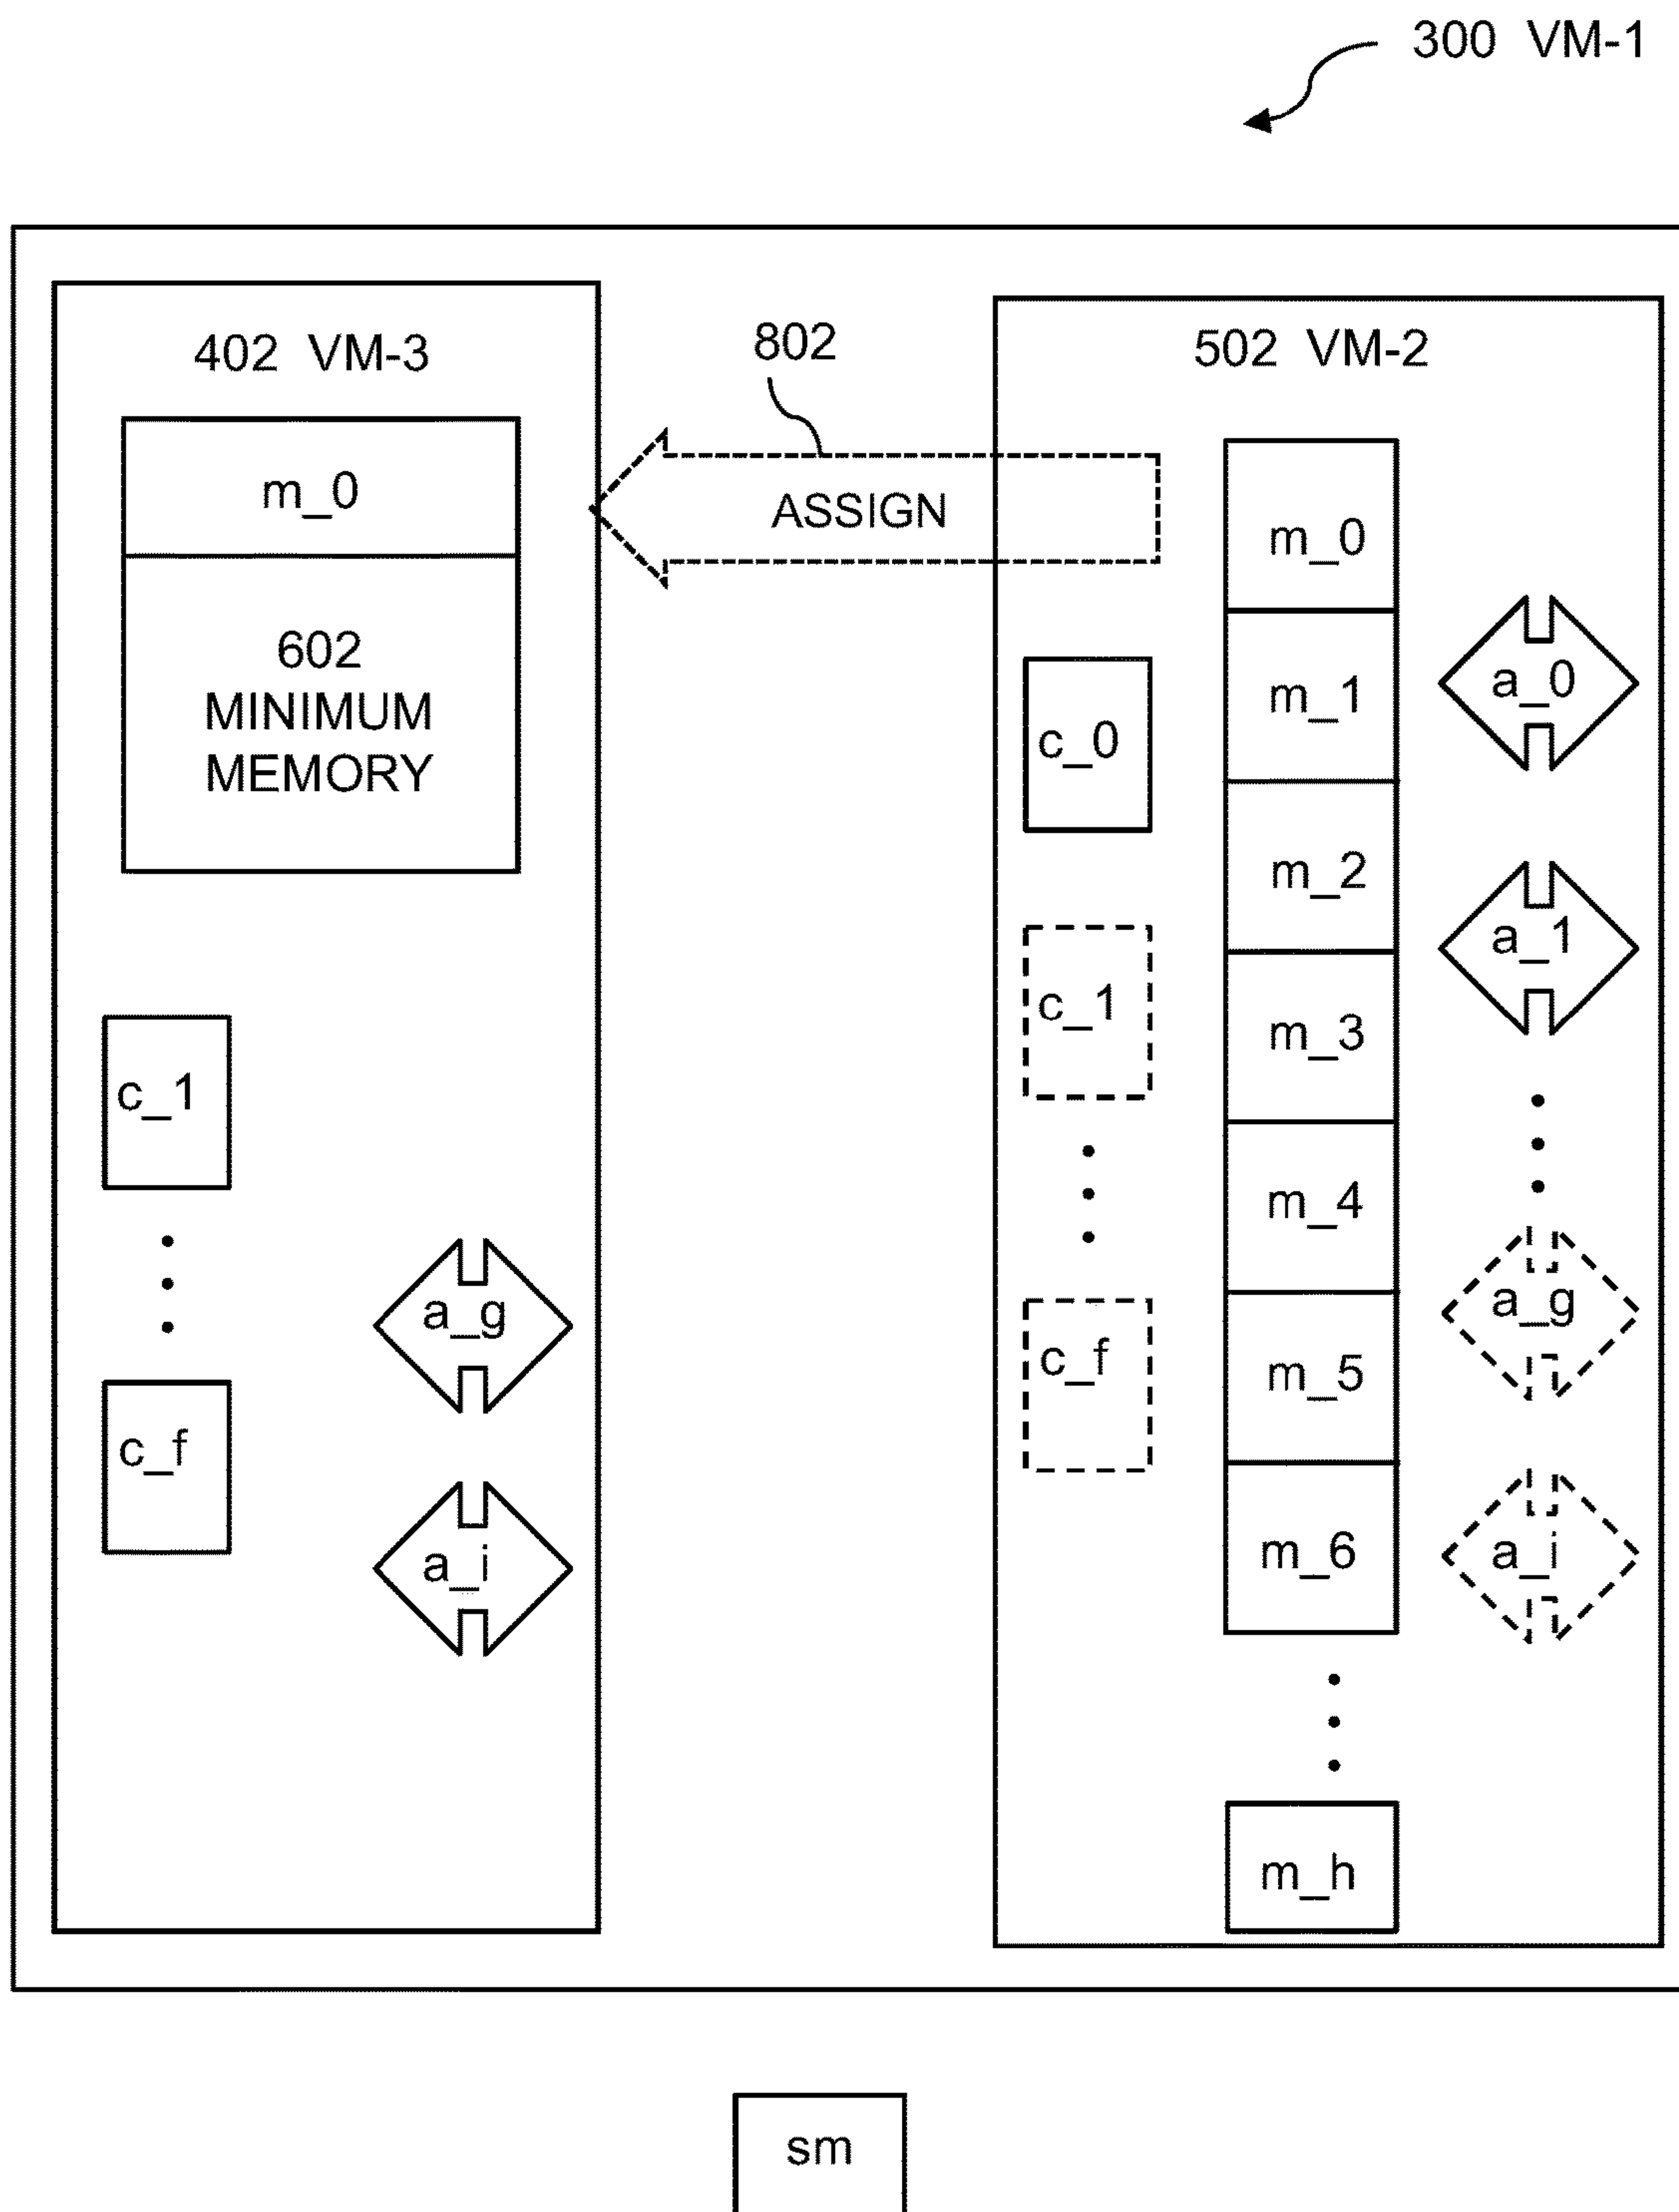 300 VM-1
402 VM-3
m_0
602
MINIMUM
MEMORY
c_1
c_f
a_g
a_i
802
ASSIGN
502 VM-2
c_0
c_1
c_f
m_0
m_1
m_2
m_3
m_4
m_5
m_6
m_h
a_0
a_1
a_g
a_i
sm